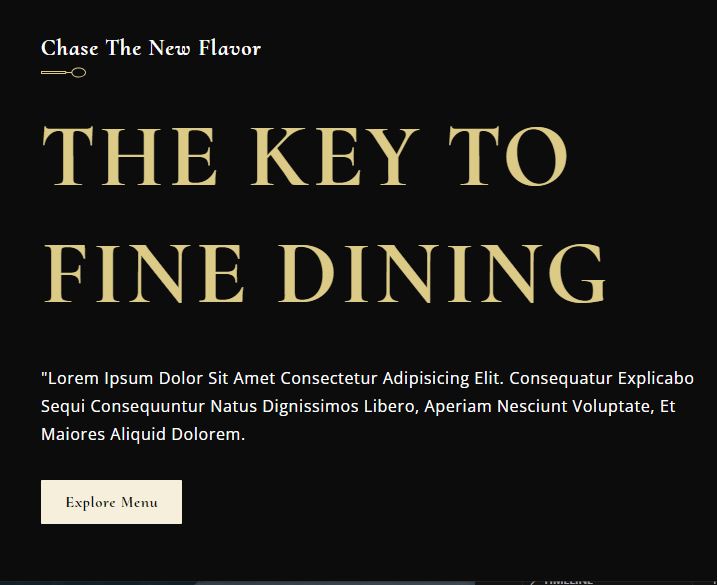 Chase The New Flavor
THE KEY TO
FINE DINING
"Lorem Ipsum Dolor Sit Amet Consectetur Adipisicing Elit. Consequatur Explicabo
Sequi Consequuntur Natus Dignissimos Libero, Aperiam Nesciunt Voluptate, Et
Maiores Aliquid Dolorem.
Explore Menu
TIMELINE